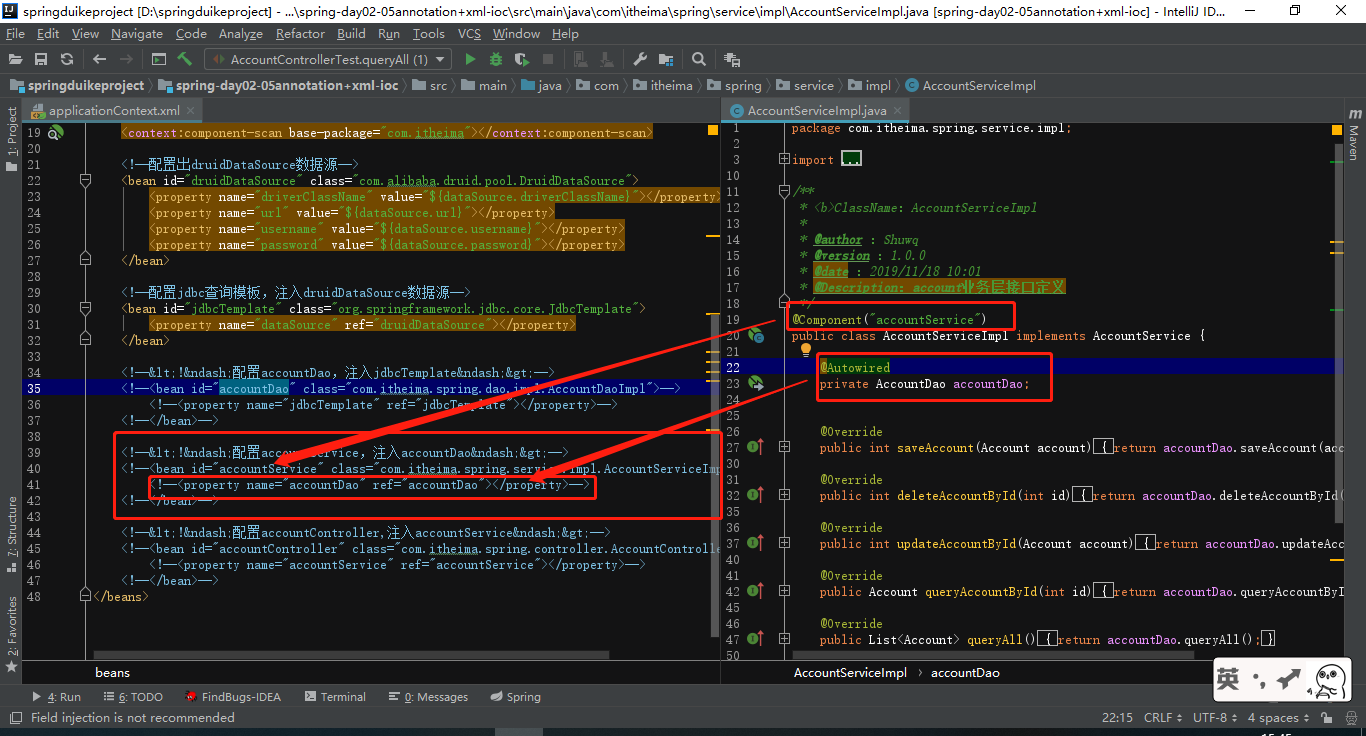 springduikeproject [D:\springduikeproject] - ...\spring-day02-05annotation+xml-ioc\src\main\java\com\itheima\spring\service\impl\AccountServiceImpl.java [spring-day02-05annotation+xml-ioc] - IntelliJ ID...
File Edit View Navigate Code Analyze Refactor Build Run Tools VCS Window Help
AccountControllerTest.queryAll (1)
springduikeproject spring-day02-05annotation+xml-ioc src main java com itheima spring service impl AccountServiceImpl
1: Project
7: Structure
2: Favorites
applicationContext.xml ×
19 <context:component-scan base-package="com.itheima"></context:component-scan>
20
21 <!--配置出druidDataSource数据源-->
22 <bean id="druidDataSource" class="com.alibaba.druid.pool.DruidDataSource">
23 <property name="driverClassName" value="${dataSource.driverClassName}"></property>
24 <property name="url" value="${dataSource.url}"></property>
25 <property name="username" value="${dataSource.username}"></property>
26 <property name="password" value="${dataSource.password}"></property>
27 </bean>
28
29 <!--配置jdbc查询模板，注入druidDataSource数据源-->
30 <bean id="jdbcTemplate" class="org.springframework.jdbc.core.JdbcTemplate">
31 <property name="dataSource" ref="druidDataSource"></property>
32 </bean>
33
34 <!--&lt;!&ndash;配置accountDao，注入jdbcTemplate&ndash;&gt;-->
35 <!--<bean id="accountDao" class="com.itheima.spring.dao.impl.AccountDaoImpl">-->
36 <!--<property name="jdbcTemplate" ref="jdbcTemplate"></property>-->
37 <!--</bean>-->
38
39 <!--&lt;!&ndash;配置accountService，注入accountDao&ndash;&gt;-->
40 <!--<bean id="accountService" class="com.itheima.spring.service.impl.AccountServiceImp
41 <!--<property name="accountDao" ref="accountDao"></property>-->
42 <!--</bean>-->
43
44 <!--&lt;!&ndash;配置accountController,注入accountService&ndash;&gt;-->
45 <!--<bean id="accountController" class="com.itheima.spring.controller.AccountControlle
46 <!--<property name="accountService" ref="accountService"></property>-->
47 <!--</bean>-->
48 </beans>
beans
AccountServiceImpl.java ×
1 package com.itheima.spring.service.impl;
2
3 import ...
10
11 /**
12 * <b>ClassName: AccountServiceImpl
13 *
14 * @author : Shuwq
15 * @version : 1.0.0
16 * @date : 2019/11/18 10:01
17 * @Description: account业务层接口定义
18 */
19 @Component("accountService")
20 public class AccountServiceImpl implements AccountService {
21
22 @Autowired
23 private AccountDao accountDao;
24
25
26 @Override
27 public int saveAccount(Account account) { return accountDao.saveAccount(acc
30
31 @Override
32 public int deleteAccountById(int id) { return accountDao.deleteAccountById(
35
36 @Override
37 public int updateAccountById(Account account) { return accountDao.updateAcc
40
41 @Override
42 public Account queryAccountById(int id) { return accountDao.queryAccountByI
45
46 @Override
47 public List<Account> queryAll() { return accountDao.queryAll(); }
50
AccountServiceImpl › accountDao
m Maven
英
4: Run 6: TODO FindBugs-IDEA Terminal 0: Messages Spring
Field injection is not recommended
22:15 CRLF UTF-8 4 spaces